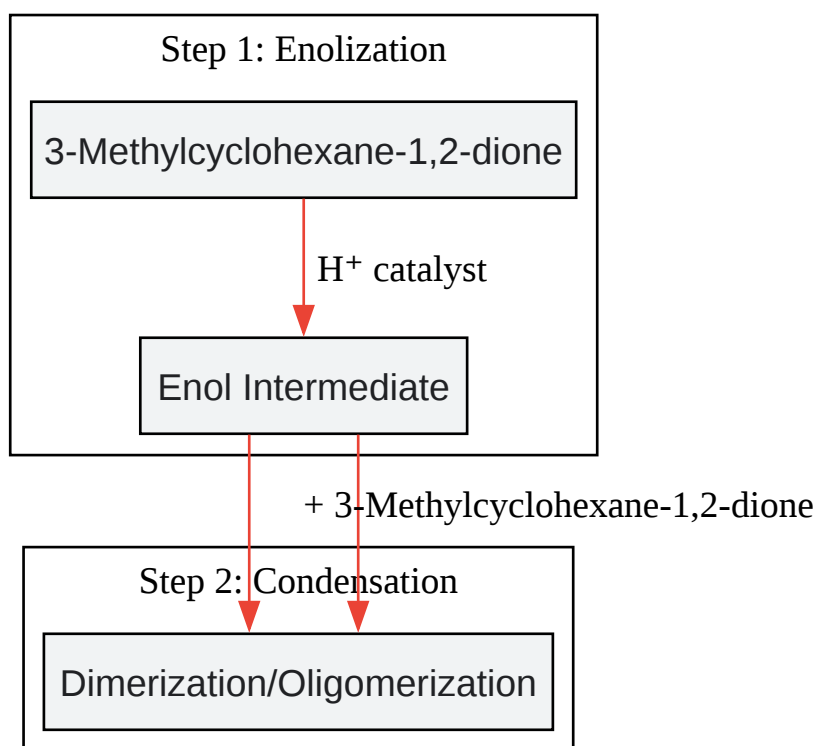 Step 1: Enolization
3-Methylcyclohexane-1,2-dione
H⁺ catalyst
Enol Intermediate
+ 3-Methylcyclohexane-1,2-dione
Step 2: Condensation
Dimerization/Oligomerization